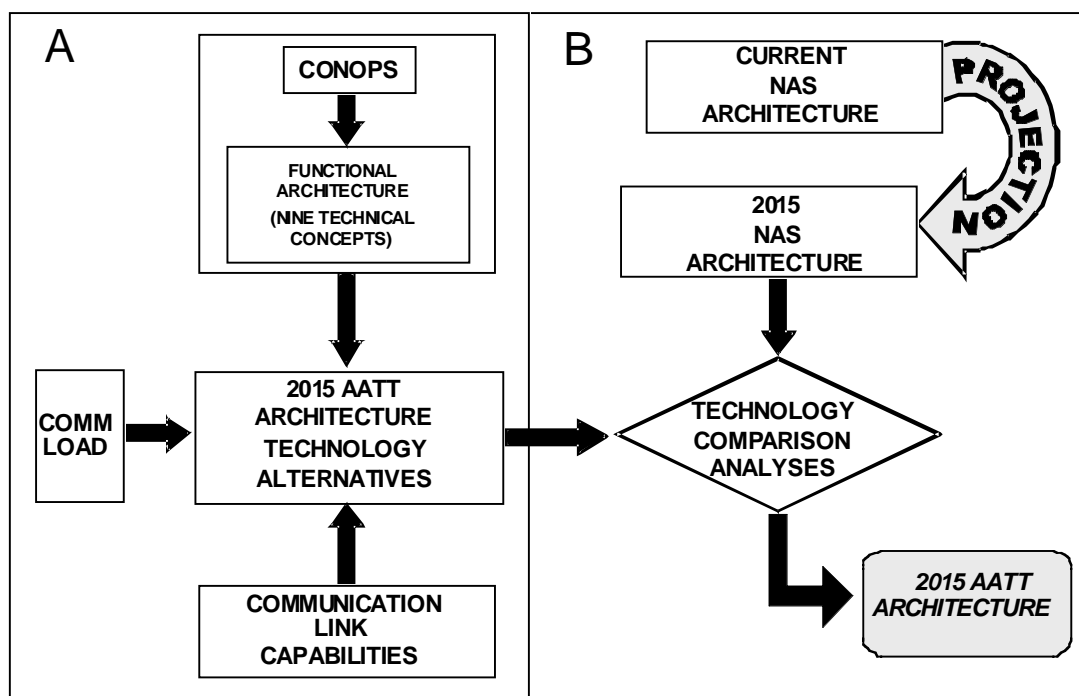 A
CONOPS
FUNCTIONAL
ARCHITECTURE
(NINE TECHNICAL
CONCEPTS)
COMM
LOAD
2015 AATT
ARCHITECTURE
TECHNOLOGY
ALTERNATIVES
COMMUNICATION
LINK
CAPABILITIES
B
CURRENT
NAS
ARCHITECTURE
PROJECTION
2015
NAS
ARCHITECTURE
TECHNOLOGY
COMPARISON
ANALYSES
2015 AATT
ARCHITECTURE